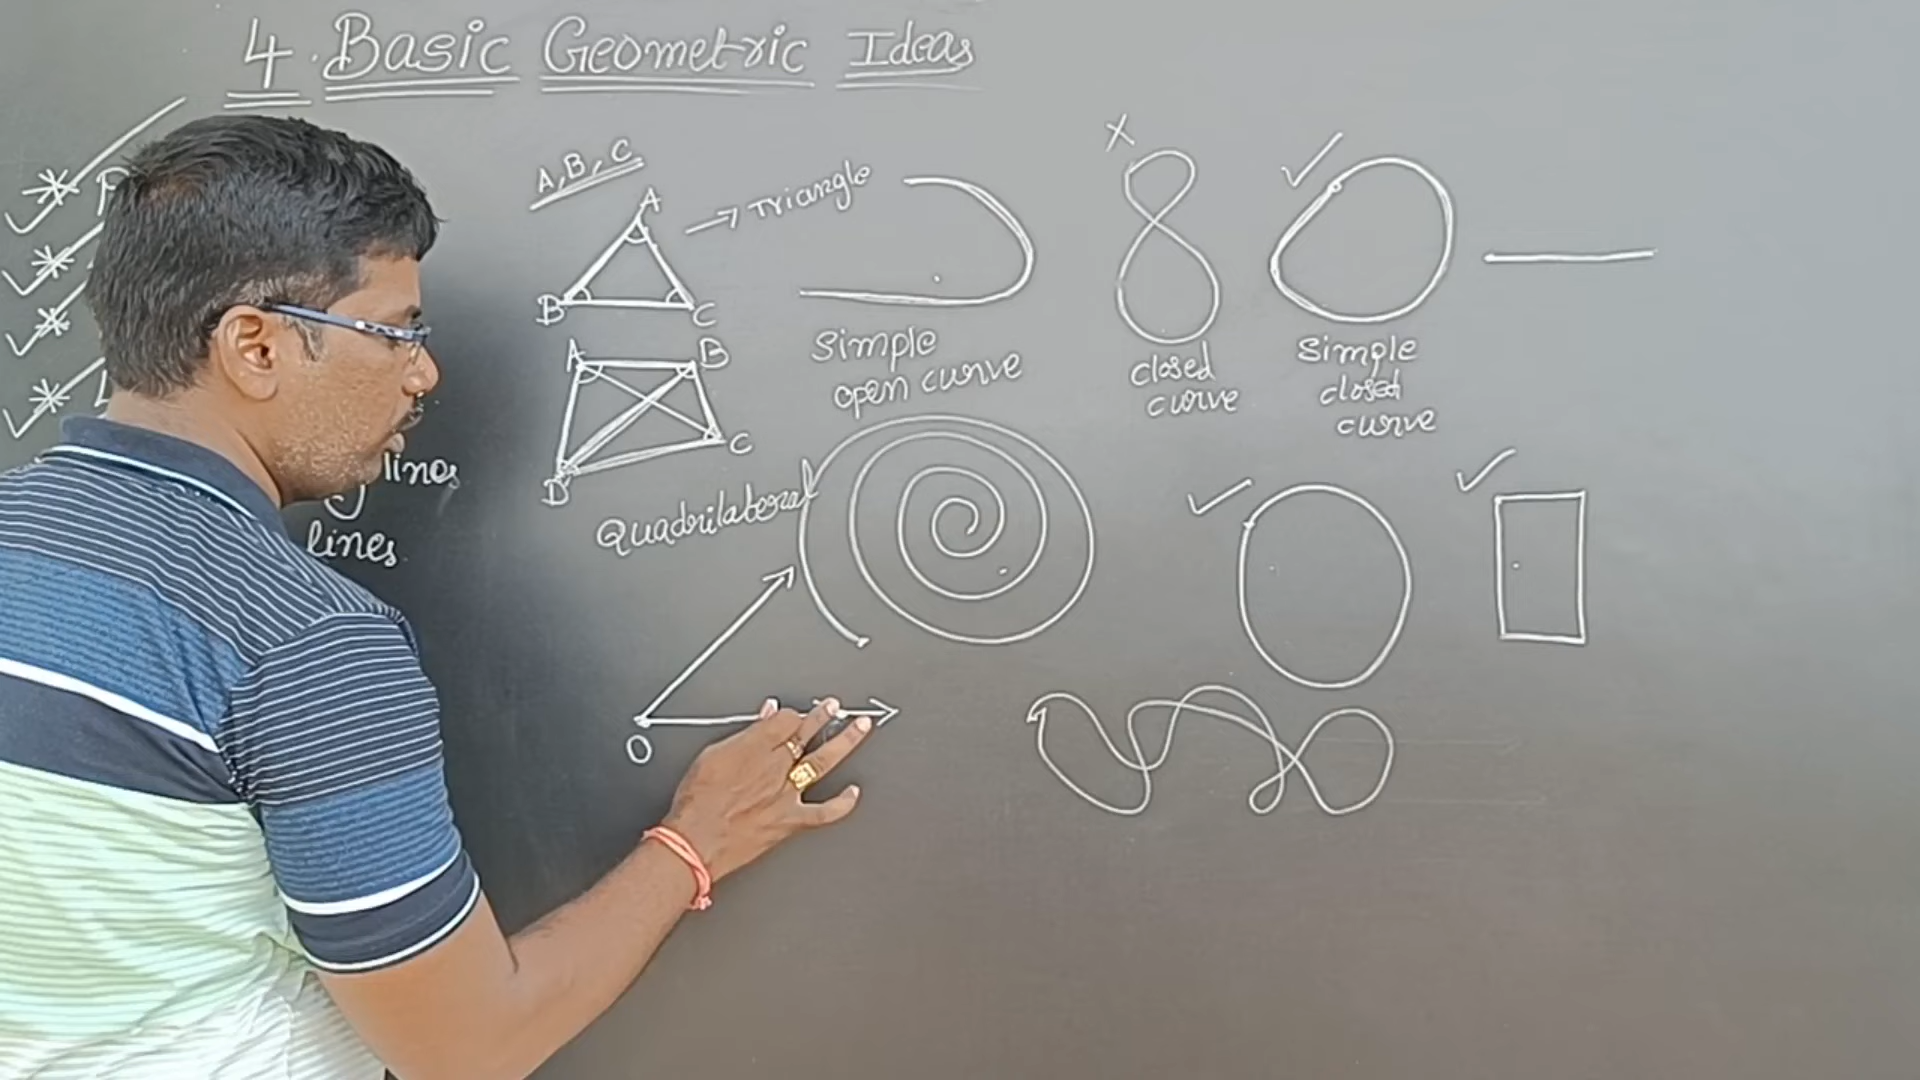 4. Basic Geometric Ideas
A, B, C
A
→ Triangle
B
C
A
B
C
D
Quadrilateral
Simple
open curve
x
closed
curve
Simple
closed
curve
lines
lines
O